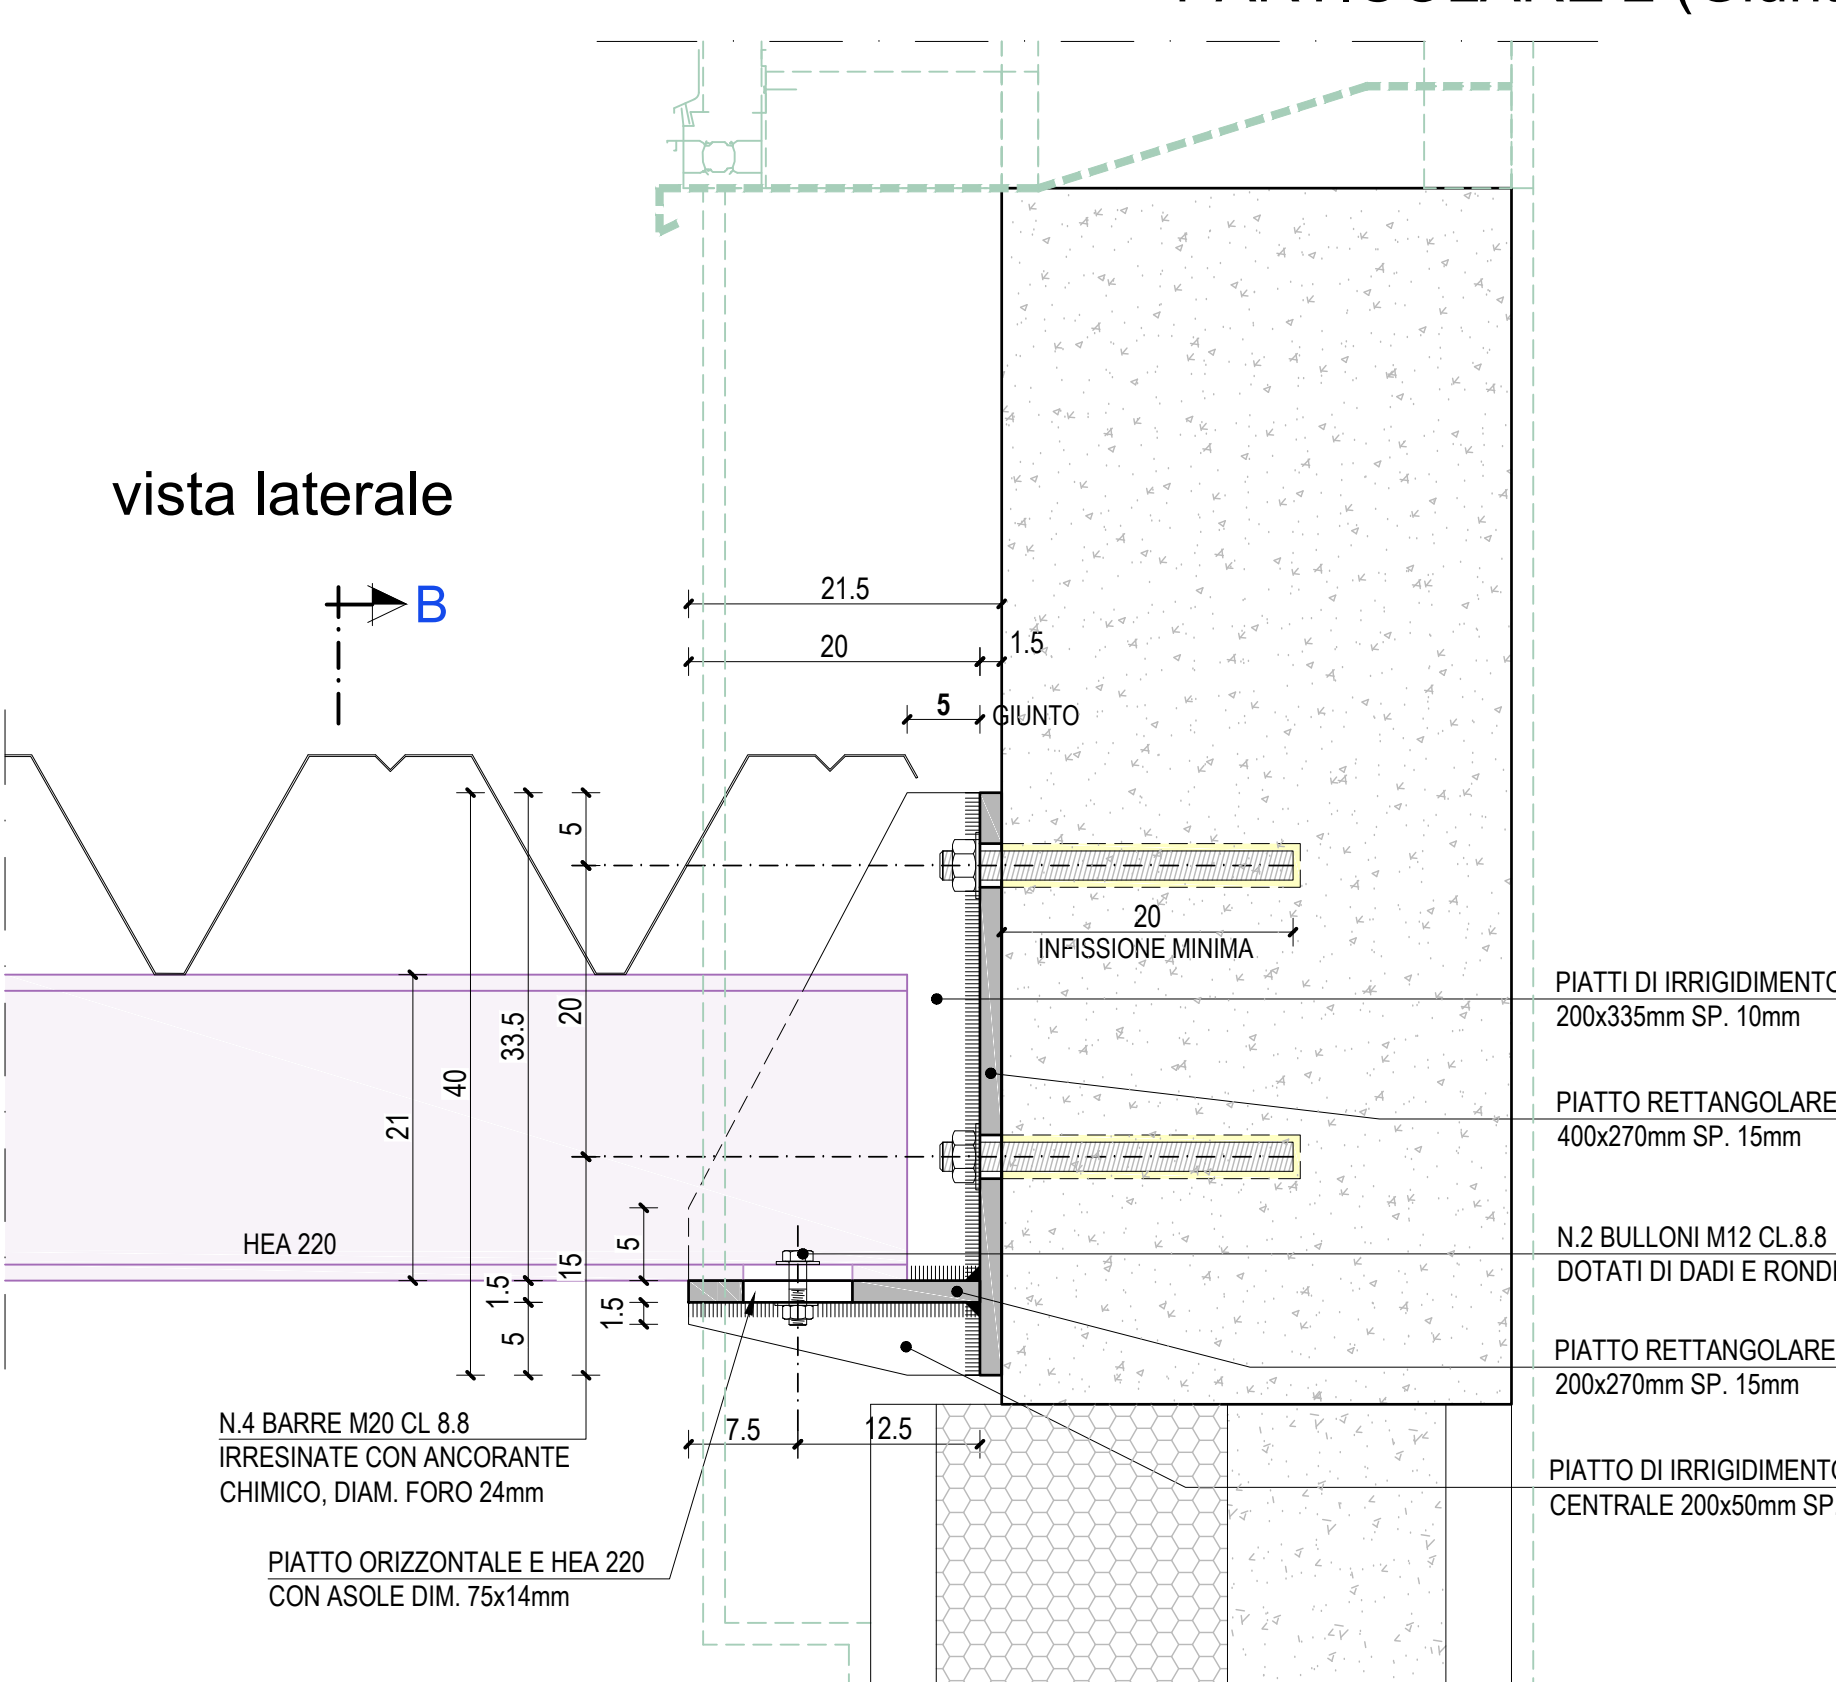 PARTICOLARE
vista laterale
B
21.5
20
1.5
5
GIUNTO
5
20
15
33.5
1.5
5
40
21
5
1.5
20
INFISSIONE MINIMA
HEA 220
7.5
12.5
PIATTI DI IRRIGIDIMENTO
200x335mm SP. 10mm
PIATTO RETTANGOLARE
400x270mm SP. 15mm
N.2 BULLONI M12 CL.8.8
DOTATI DI DADI E
PIATTO RETTANGOLARE
200x270mm SP. 15mm
PIATTO DI IRRIGIDIMENTO
CENTRALE 200x50mm SP.
N.4 BARRE M20 CL 8.8
IRRESINATE CON ANCORANTE
CHIMICO, DIAM. FORO 24mm
PIATTO ORIZZONTALE E HEA 220
CON ASOLE DIM. 75x14mm